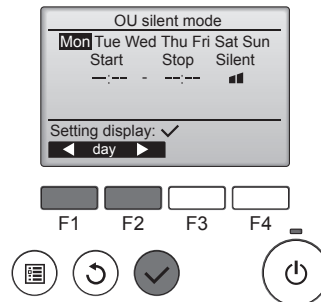 OU silent mode
Mon Tue Wed Thu Fri Sat Sun
Start Stop Silent
--:-- - --:--
Setting display: ✓
◀ day ▶
F1 F2 F3 F4